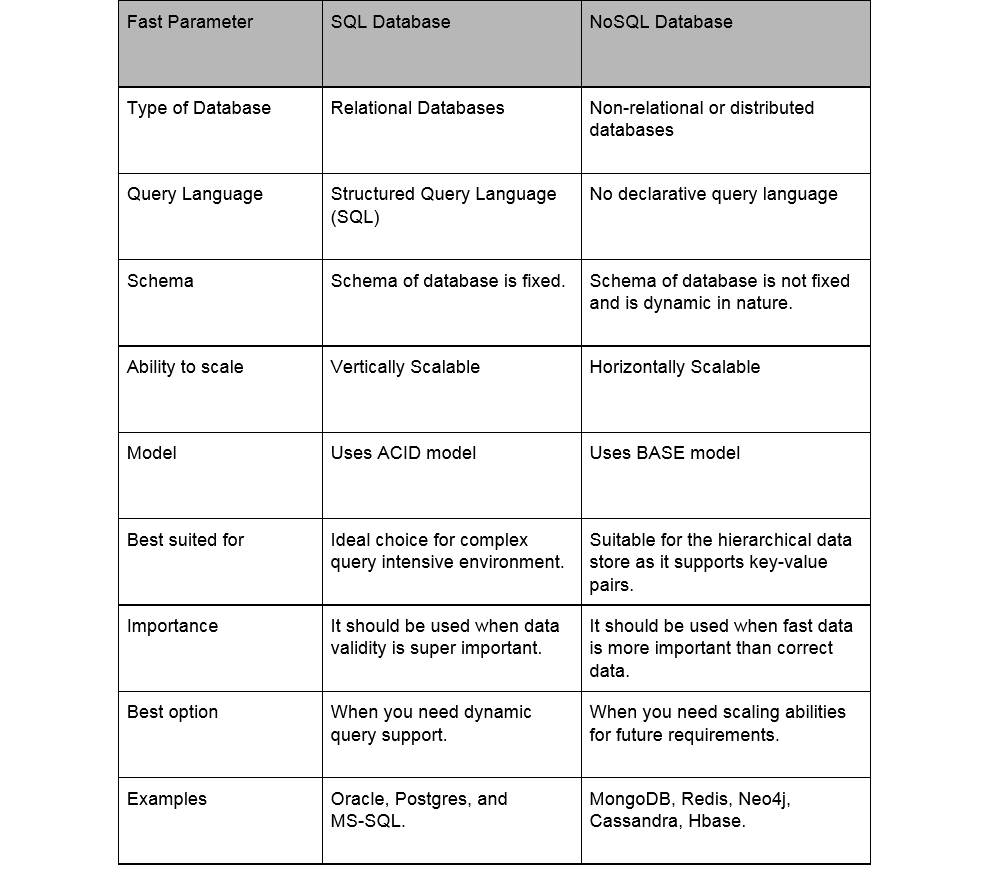 Fast Parameter
SQL Database
NoSQL Database
Type of Database
Relational Databases
Non-relational or distributed
databases
Query Language
Structured Query Language
(SQL)
No declarative query language
Schema
Schema of database is fixed.
Schema of database is not fixed
and is dynamic in nature.
Ability to scale
Vertically Scalable
Horizontally Scalable
Model
Uses ACID model
Uses BASE model
Best suited for
Ideal choice for complex
query intensive environment.
Suitable for the hierarchical data
store as it supports key-value
pairs.
Importance
It should be used when data
validity is super important.
It should be used when fast data
is more important than correct
data.
Best option
When you need dynamic
query support.
When you need scaling abilities
for future requirements.
Examples
Oracle, Postgres, and
MS-SQL.
MongoDB, Redis, Neo4j,
Cassandra, Hbase.